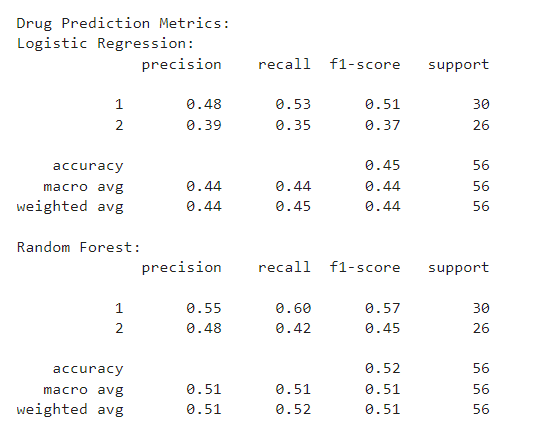 Drug Prediction Metrics:
Logistic Regression:
precision recall f1-score support
1 0.48 0.53 0.51 30
2 0.39 0.35 0.37 26
accuracy 0.45 56
macro avg 0.44 0.44 0.44 56
weighted avg 0.44 0.45 0.44 56
Random Forest:
precision recall f1-score support
1 0.55 0.60 0.57 30
2 0.48 0.42 0.45 26
accuracy 0.52 56
macro avg 0.51 0.51 0.51 56
weighted avg 0.51 0.52 0.51 56